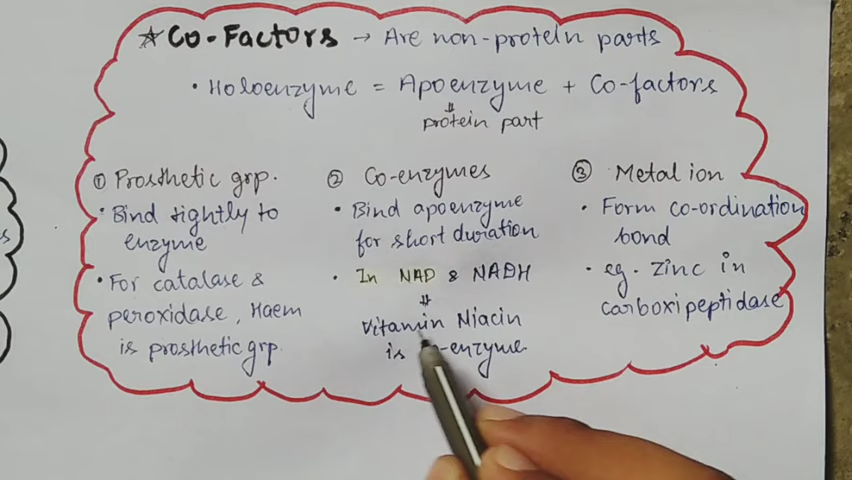 ☆Co-Factors → Are non-protein parts
• Holoenzyme = Apoenzyme + Co-factors
⇓
protein part
① Prosthetic grp.
• Bind tightly to
enzyme
• For catalase &
peroxidase, Haem
is prosthetic grp.
② Co-enzymes
• Bind apoenzyme
for short duration
• In NAD & NADH
⇓
Vitamin Niacin
is -enzyme
③ Metal ion
• Form co-ordination
bond
• eg. Zinc in
carboxipeptidase